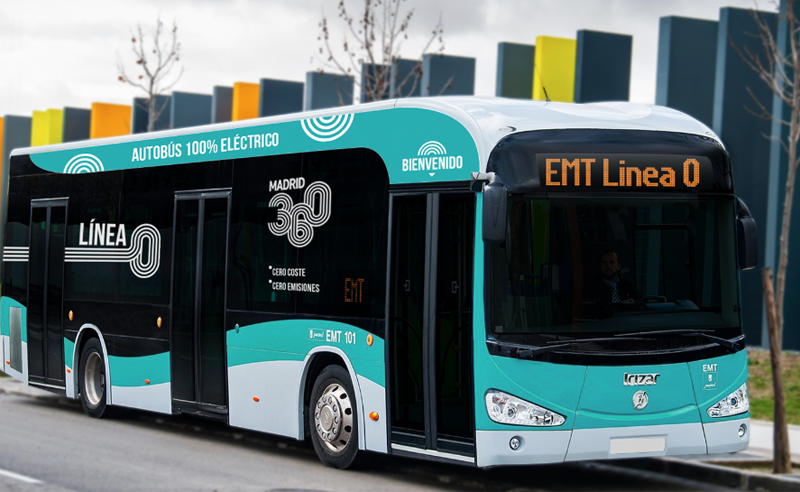 AUTOBÚS 100% ELÉCTRICO
BIENVENIDO
EMT Linea 0
MADRID
360
LÍNEA 0
CERO COSTE
CERO EMISIONES
EMT
EMT 101
EMT
Irizar